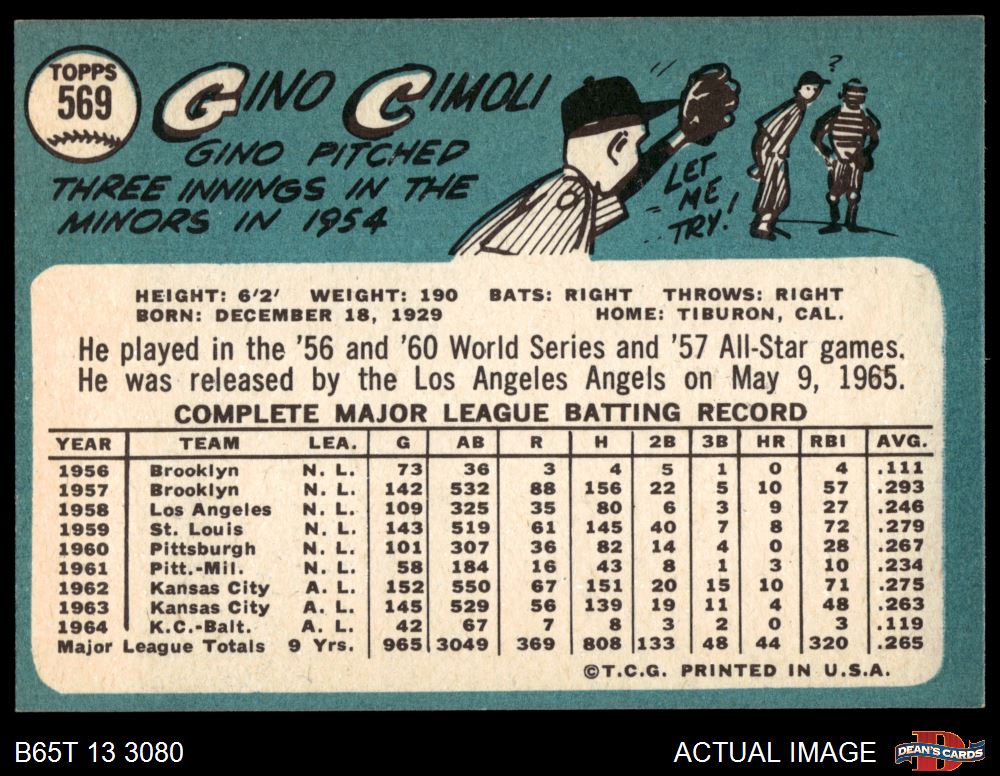 TOPPS
569
GINO CIMOLI
GINO PITCHED
THREE INNINGS IN THE
MINORS IN 1954
LET
ME
TRY!
?
HEIGHT: 6'2' WEIGHT: 190 BATS: RIGHT THROWS: RIGHT
BORN: DECEMBER 18, 1929 HOME: TIBURON, CAL.
He played in the '56 and '60 World Series and '57 All-Star games.
He was released by the Los Angeles Angels on May 9, 1965.
COMPLETE MAJOR LEAGUE BATTING RECORD
YEAR TEAM LEA. G AB R H 2B 3B HR RBI AVG.
1956 Brooklyn N. L. 73 36 3 4 5 1 0 4 .111
1957 Brooklyn N. L. 142 532 88 156 22 5 10 57 .293
1958 Los Angeles N. L. 109 325 35 80 6 3 9 27 .246
1959 St. Louis N. L. 143 519 61 145 40 7 8 72 .279
1960 Pittsburgh N. L. 101 307 36 82 14 4 0 28 .267
1961 Pitt.-Mil. N. L. 58 184 16 43 8 1 3 10 .234
1962 Kansas City A. L. 152 550 67 151 20 15 10 71 .275
1963 Kansas City A. L. 145 529 56 139 19 11 4 48 .263
1964 K.C.-Balt. A. L. 42 67 7 8 3 2 0 3 .119
Major League Totals 9 Yrs. 965 3049 369 808 133 48 44 320 .265
©T.C.G. PRINTED IN U.S.A.
B65T 13 3080 ACTUAL IMAGE
DEAN'S CARDS